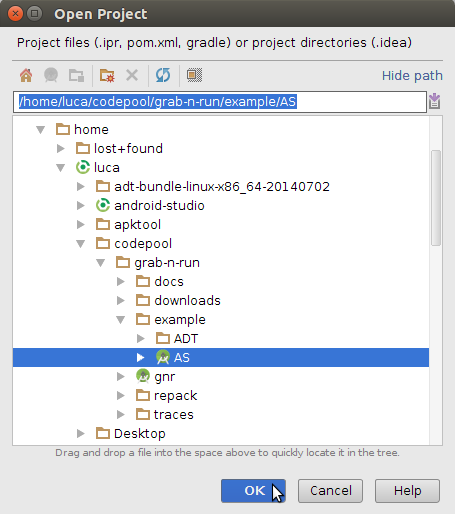 Open Project
Project files (.ipr, pom.xml, gradle) or project directories (.idea)
Hide path
/home/luca/codepool/grab-n-run/example/AS
home
lost+found
luca
adt-bundle-linux-x86_64-20140702
android-studio
apktool
codepool
grab-n-run
docs
downloads
example
ADT
AS
gnr
repack
traces
Desktop
Drag and drop a file into the space above to quickly locate it in the tree.
OK
Cancel
Help